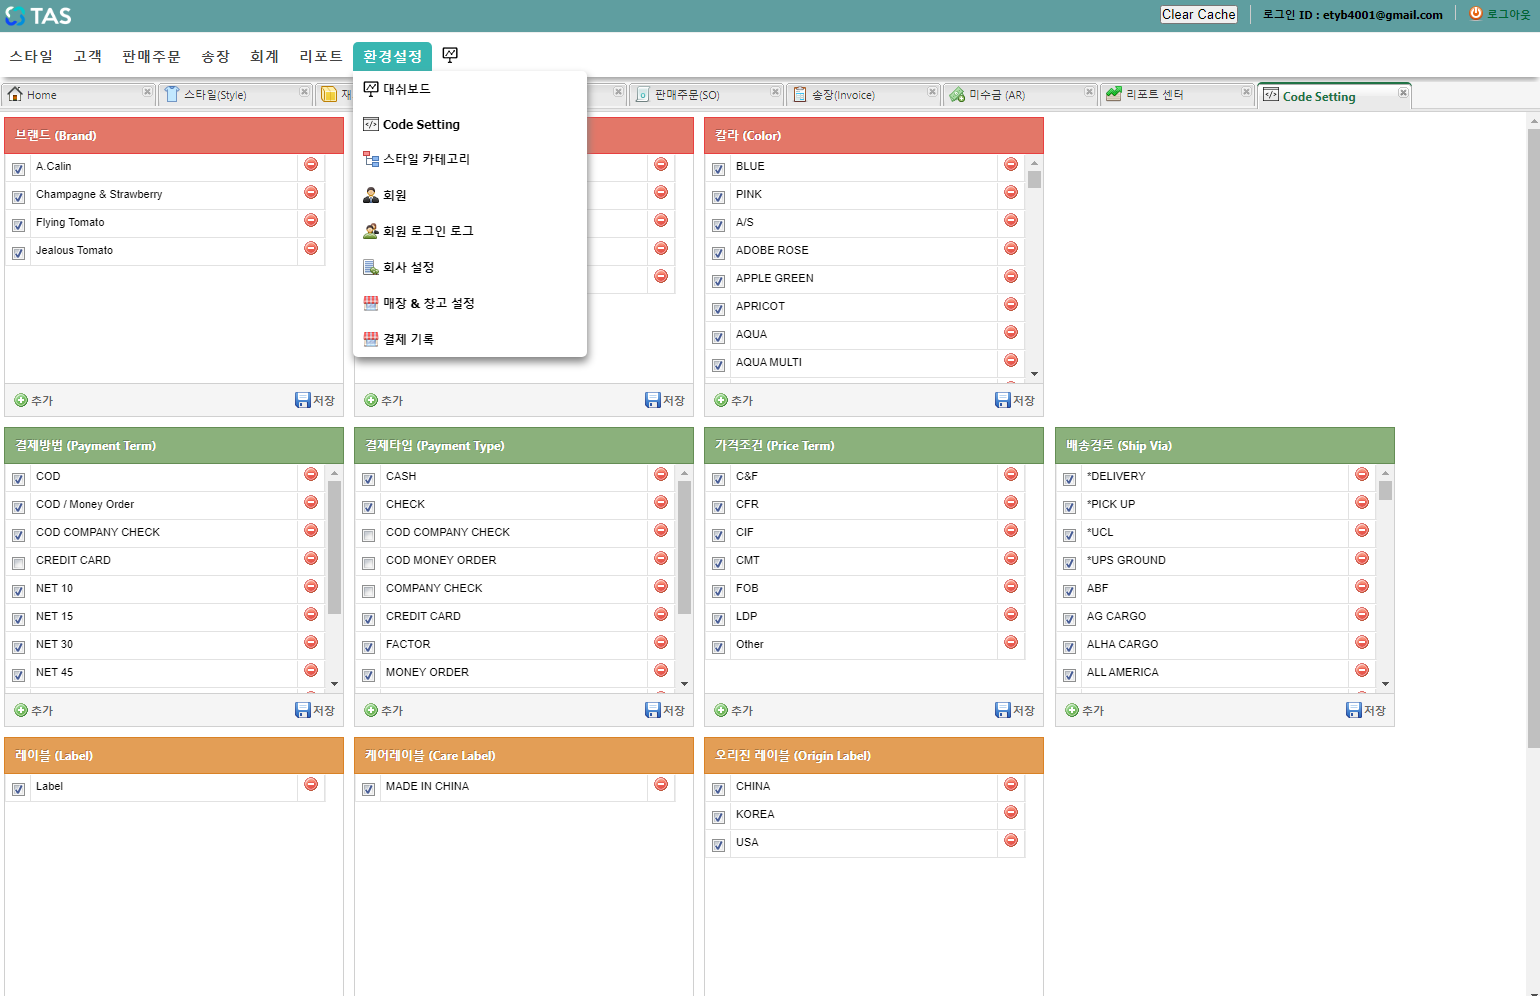 TAS
Clear Cache
로그인 ID : etyb4001@gmail.com
로그아웃
스타일 고객 판매주문 송장 회계 리포트 환경설정
Home
스타일(Style)
재
판매주문(SO)
송장(Invoice)
미수금 (AR)
리포트 센터
Code Setting
대쉬보드
Code Setting
스타일 카테고리
회원
회원 로그인 로그
회사 설정
매장 & 창고 설정
결제 기록
브랜드 (Brand)
A.Calin
Champagne & Strawberry
Flying Tomato
Jealous Tomato
추가 저장
추가 저장
칼라 (Color)
BLUE
PINK
A/S
ADOBE ROSE
APPLE GREEN
APRICOT
AQUA
AQUA MULTI
추가 저장
결제방법 (Payment Term)
COD
COD / Money Order
COD COMPANY CHECK
CREDIT CARD
NET 10
NET 15
NET 30
NET 45
추가 저장
결제타입 (Payment Type)
CASH
CHECK
COD COMPANY CHECK
COD MONEY ORDER
COMPANY CHECK
CREDIT CARD
FACTOR
MONEY ORDER
추가 저장
가격조건 (Price Term)
C&F
CFR
CIF
CMT
FOB
LDP
Other
추가 저장
배송경로 (Ship Via)
*DELIVERY
*PICK UP
*UCL
*UPS GROUND
ABF
AG CARGO
ALHA CARGO
ALL AMERICA
추가 저장
레이블 (Label)
Label
케어레이블 (Care Label)
MADE IN CHINA
오리진 레이블 (Origin Label)
CHINA
KOREA
USA